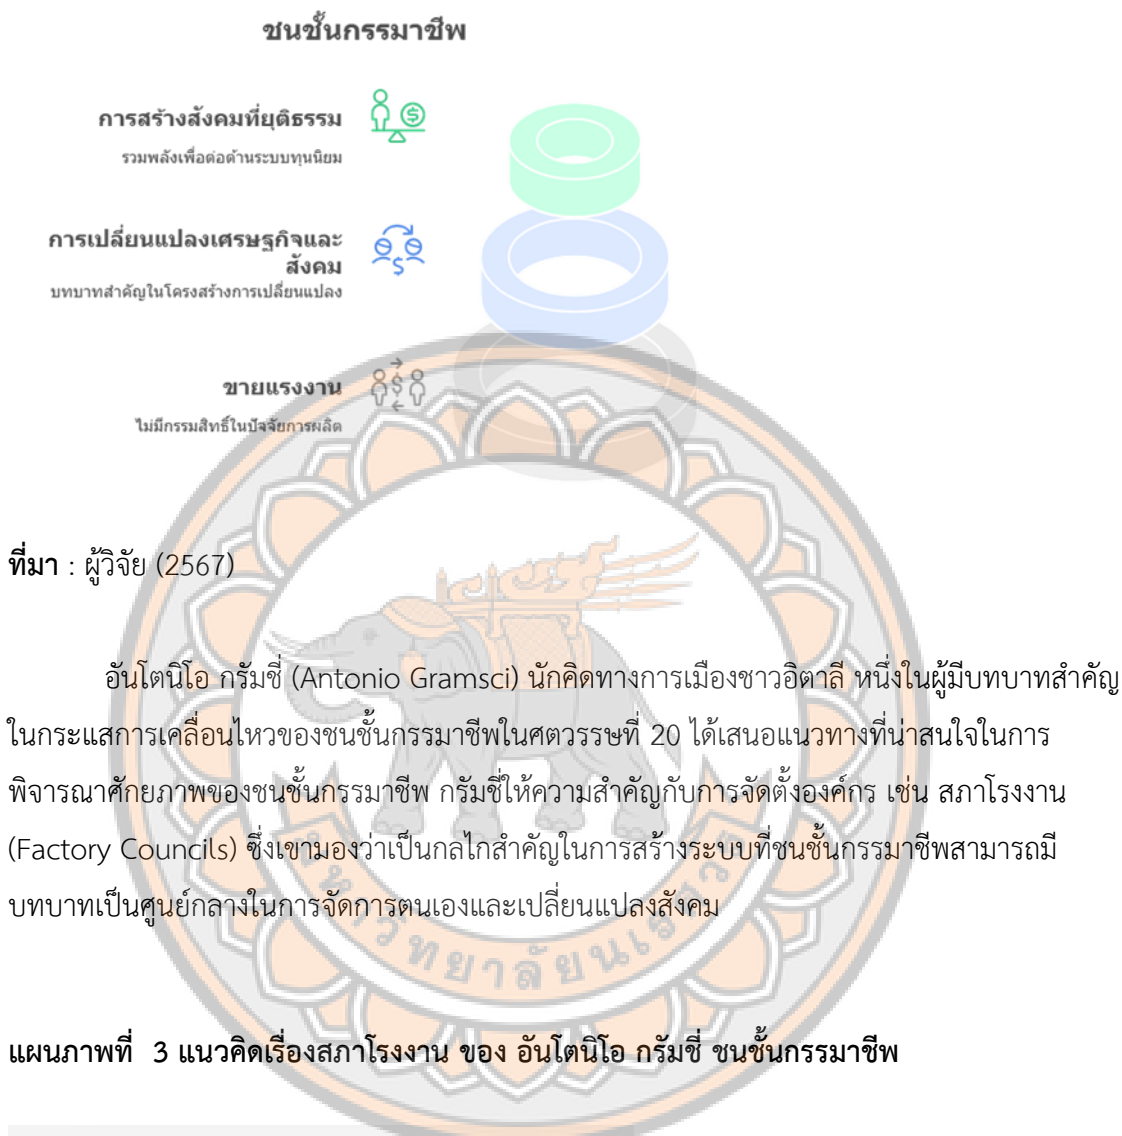 ชนชั้นกรรมาชีพ
การสร้างสังคมที่ยุติธรรม
รวมพลังเพื่อต่อต้านระบบทุนนิยม
การเปลี่ยนแปลงเศรษฐกิจและ
สังคม
บทบาทสำคัญในโครงสร้างการเปลี่ยนแปลง
ขายแรงงาน
ไม่มีกรรมสิทธิ์ในปัจจัยการผลิต
ที่มา : ผู้วิจัย (2567)
อันโตนิโอ กรัมชี่ (Antonio Gramsci) นักคิดทางการเมืองชาวอิตาลี หนึ่งในผู้มีบทบาทสำคัญ
ในกระแสการเคลื่อนไหวของชนชั้นกรรมาชีพในศตวรรษที่ 20 ได้เสนอแนวทางที่น่าสนใจในการ
พิจารณาศักยภาพของชนชั้นกรรมาชีพ กรัมชี่ให้ความสำคัญกับการจัดตั้งองค์กร เช่น สภาโรงงาน
(Factory Councils) ซึ่งเขามองว่าเป็นกลไกสำคัญในการสร้างระบบที่ชนชั้นกรรมาชีพสามารถมี
บทบาทเป็นศูนย์กลางในการจัดการตนเองและเปลี่ยนแปลงสังคม
มหาวิทยาลัยนเรศวร
แผนภาพที่ 3 แนวคิดเรื่องสภาโรงงาน ของ อันโตนิโอ กรัมชี่ ชนชั้นกรรมาชีพ